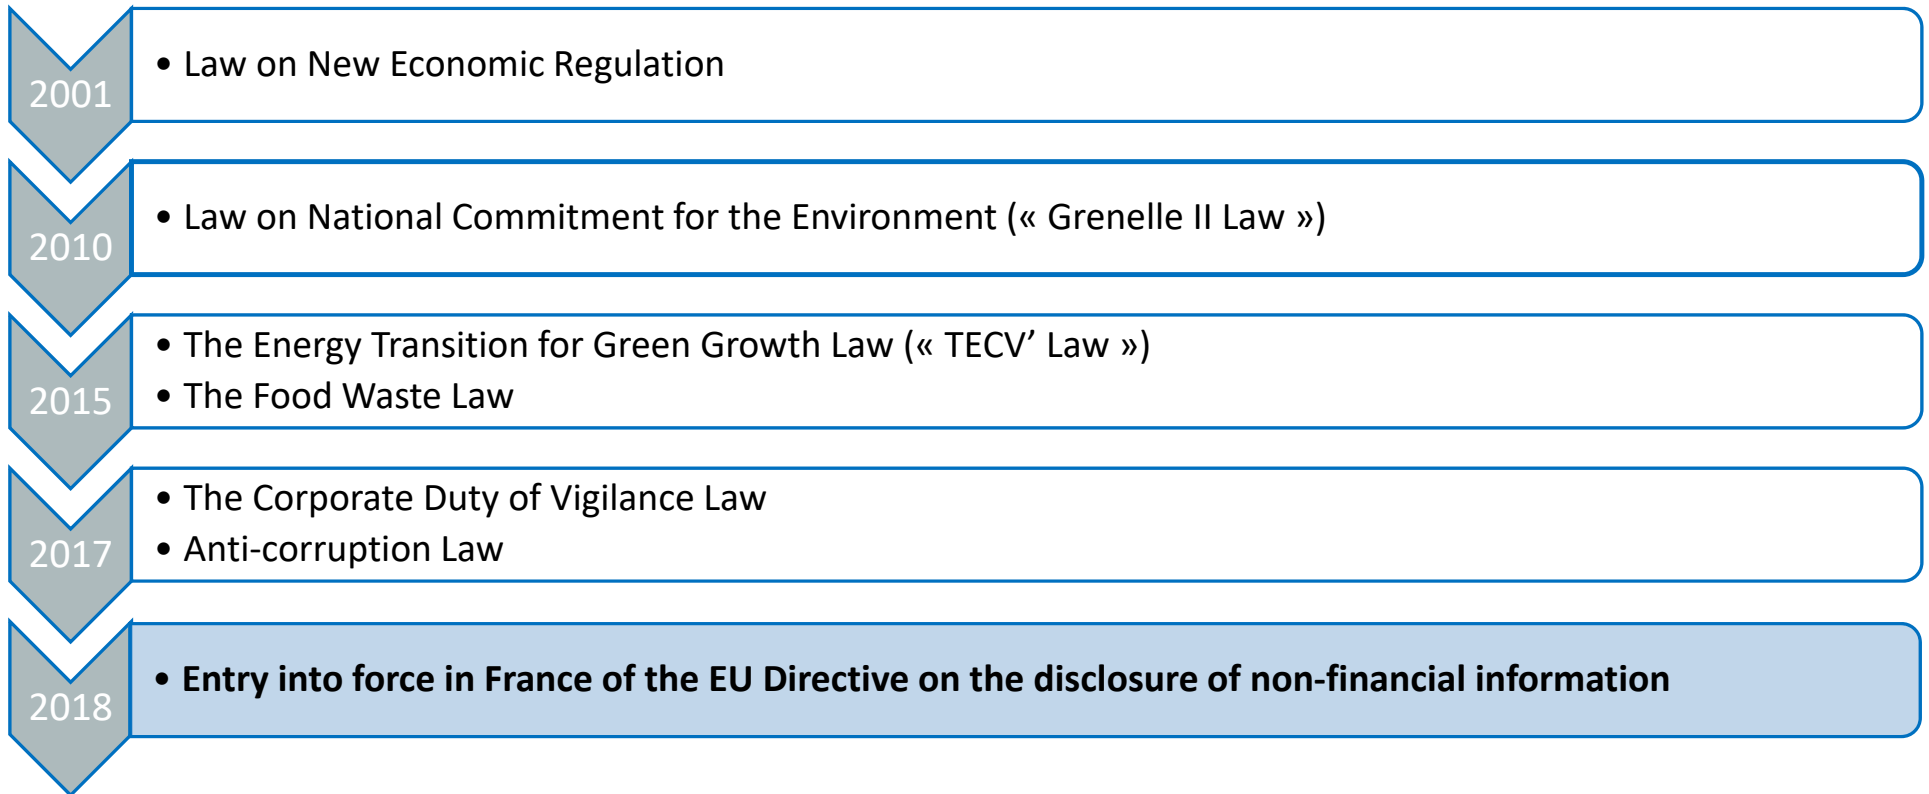 2001
• Law on New Economic Regulation
2010
• Law on National Commitment for the Environment (« Grenelle II Law »)
2015
• The Energy Transition for Green Growth Law (« TECV’ Law »)
• The Food Waste Law
2017
• The Corporate Duty of Vigilance Law
• Anti-corruption Law
2018
• Entry into force in France of the EU Directive on the disclosure of non-financial information